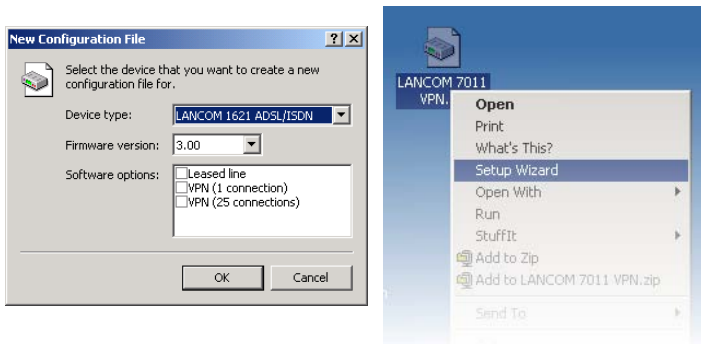 New Configuration File
Select the device that you want to create a new
configuration file for.
Device type:
LANCOM 1621 ADSL/ISDN
Firmware version:
3.00
Software options:
Leased line
VPN (1 connection)
VPN (25 connections)
OK
Cancel
LANCOM 7011
VPN.
Open
Print
What's This?
Setup Wizard
Open With
Run
StuffIt
Add to Zip
Add to LANCOM 7011 VPN.zip
Send To